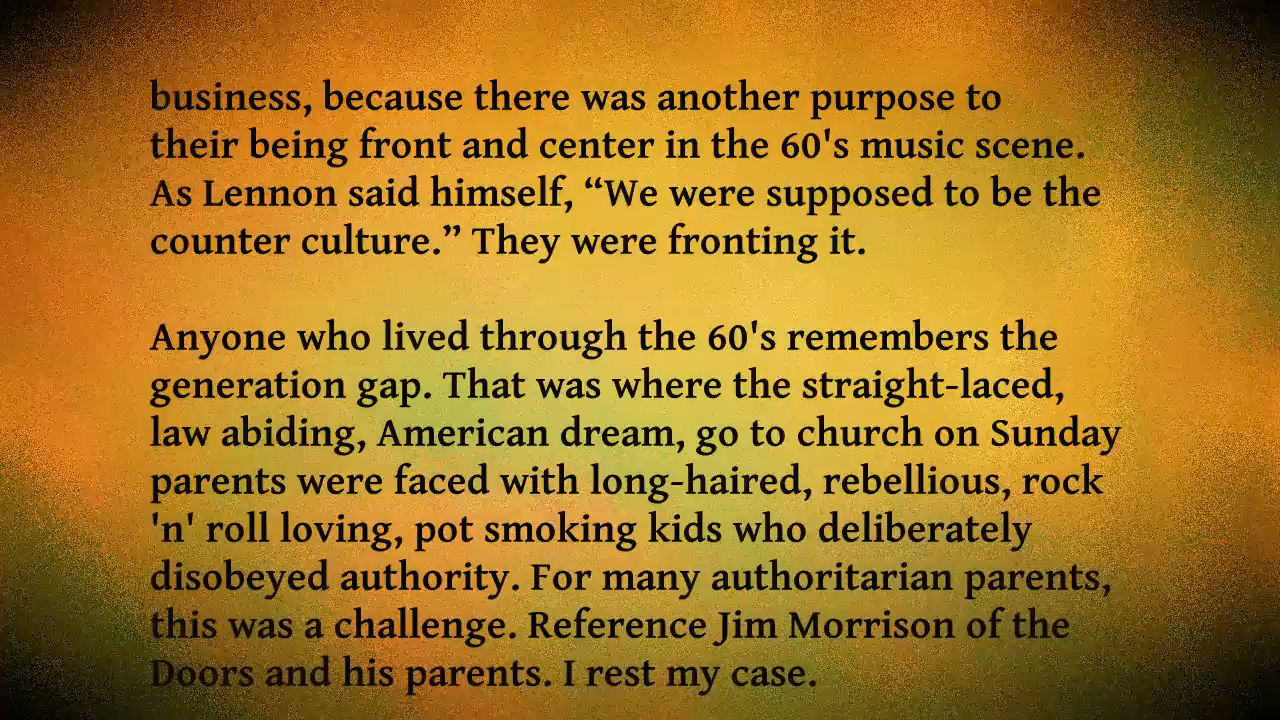 business, because there was another purpose to
their being front and center in the 60's music scene.
As Lennon said himself, “We were supposed to be the
counter culture.” They were fronting it.
Anyone who lived through the 60's remembers the
generation gap. That was where the straight-laced,
law abiding, American dream, go to church on Sunday
parents were faced with long-haired, rebellious, rock
'n' roll loving, pot smoking kids who deliberately
disobeyed authority. For many authoritarian parents,
this was a challenge. Reference Jim Morrison of the
Doors and his parents. I rest my case.